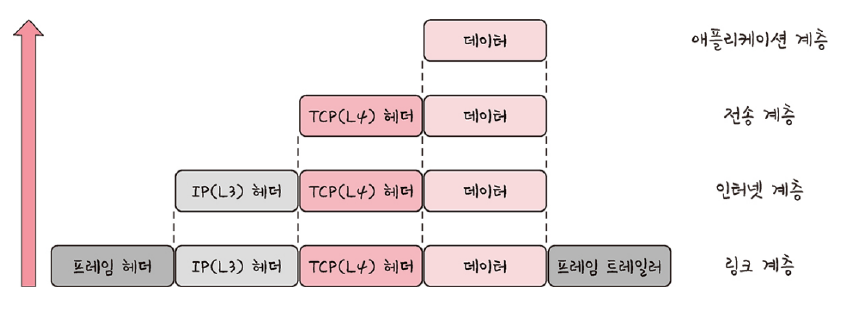 데이터 애플리케이션 계층
TCP(L4) 헤더 데이터 전송 계층
IP(L3) 헤더 TCP(L4) 헤더 데이터 인터넷 계층
프레임 헤더 IP(L3) 헤더 TCP(L4) 헤더 데이터 프레임 트레일러 링크 계층